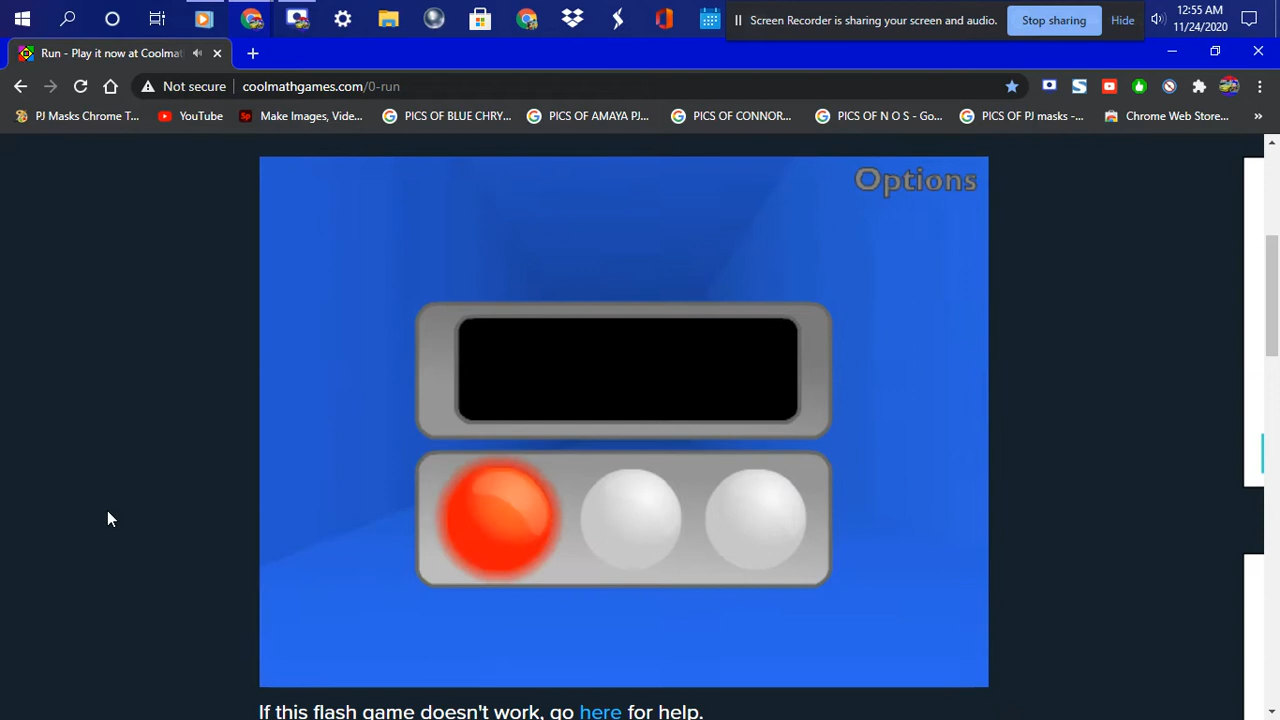 Screen Recorder is sharing your screen and audio.
Stop sharing
Hide
12:55 AM
11/24/2020
Run - Play it now at Coolmat
Not secure
coolmathgames.com/0-run
PJ Masks Chrome T...
YouTube
Make Images, Vide...
PICS OF BLUE CHRY...
PICS OF AMAYA PJ...
PICS OF CONNOR...
PICS OF N O S - Go...
PICS OF PJ masks -...
Chrome Web Store...
Options
If this flash game doesn't work, go here for help.